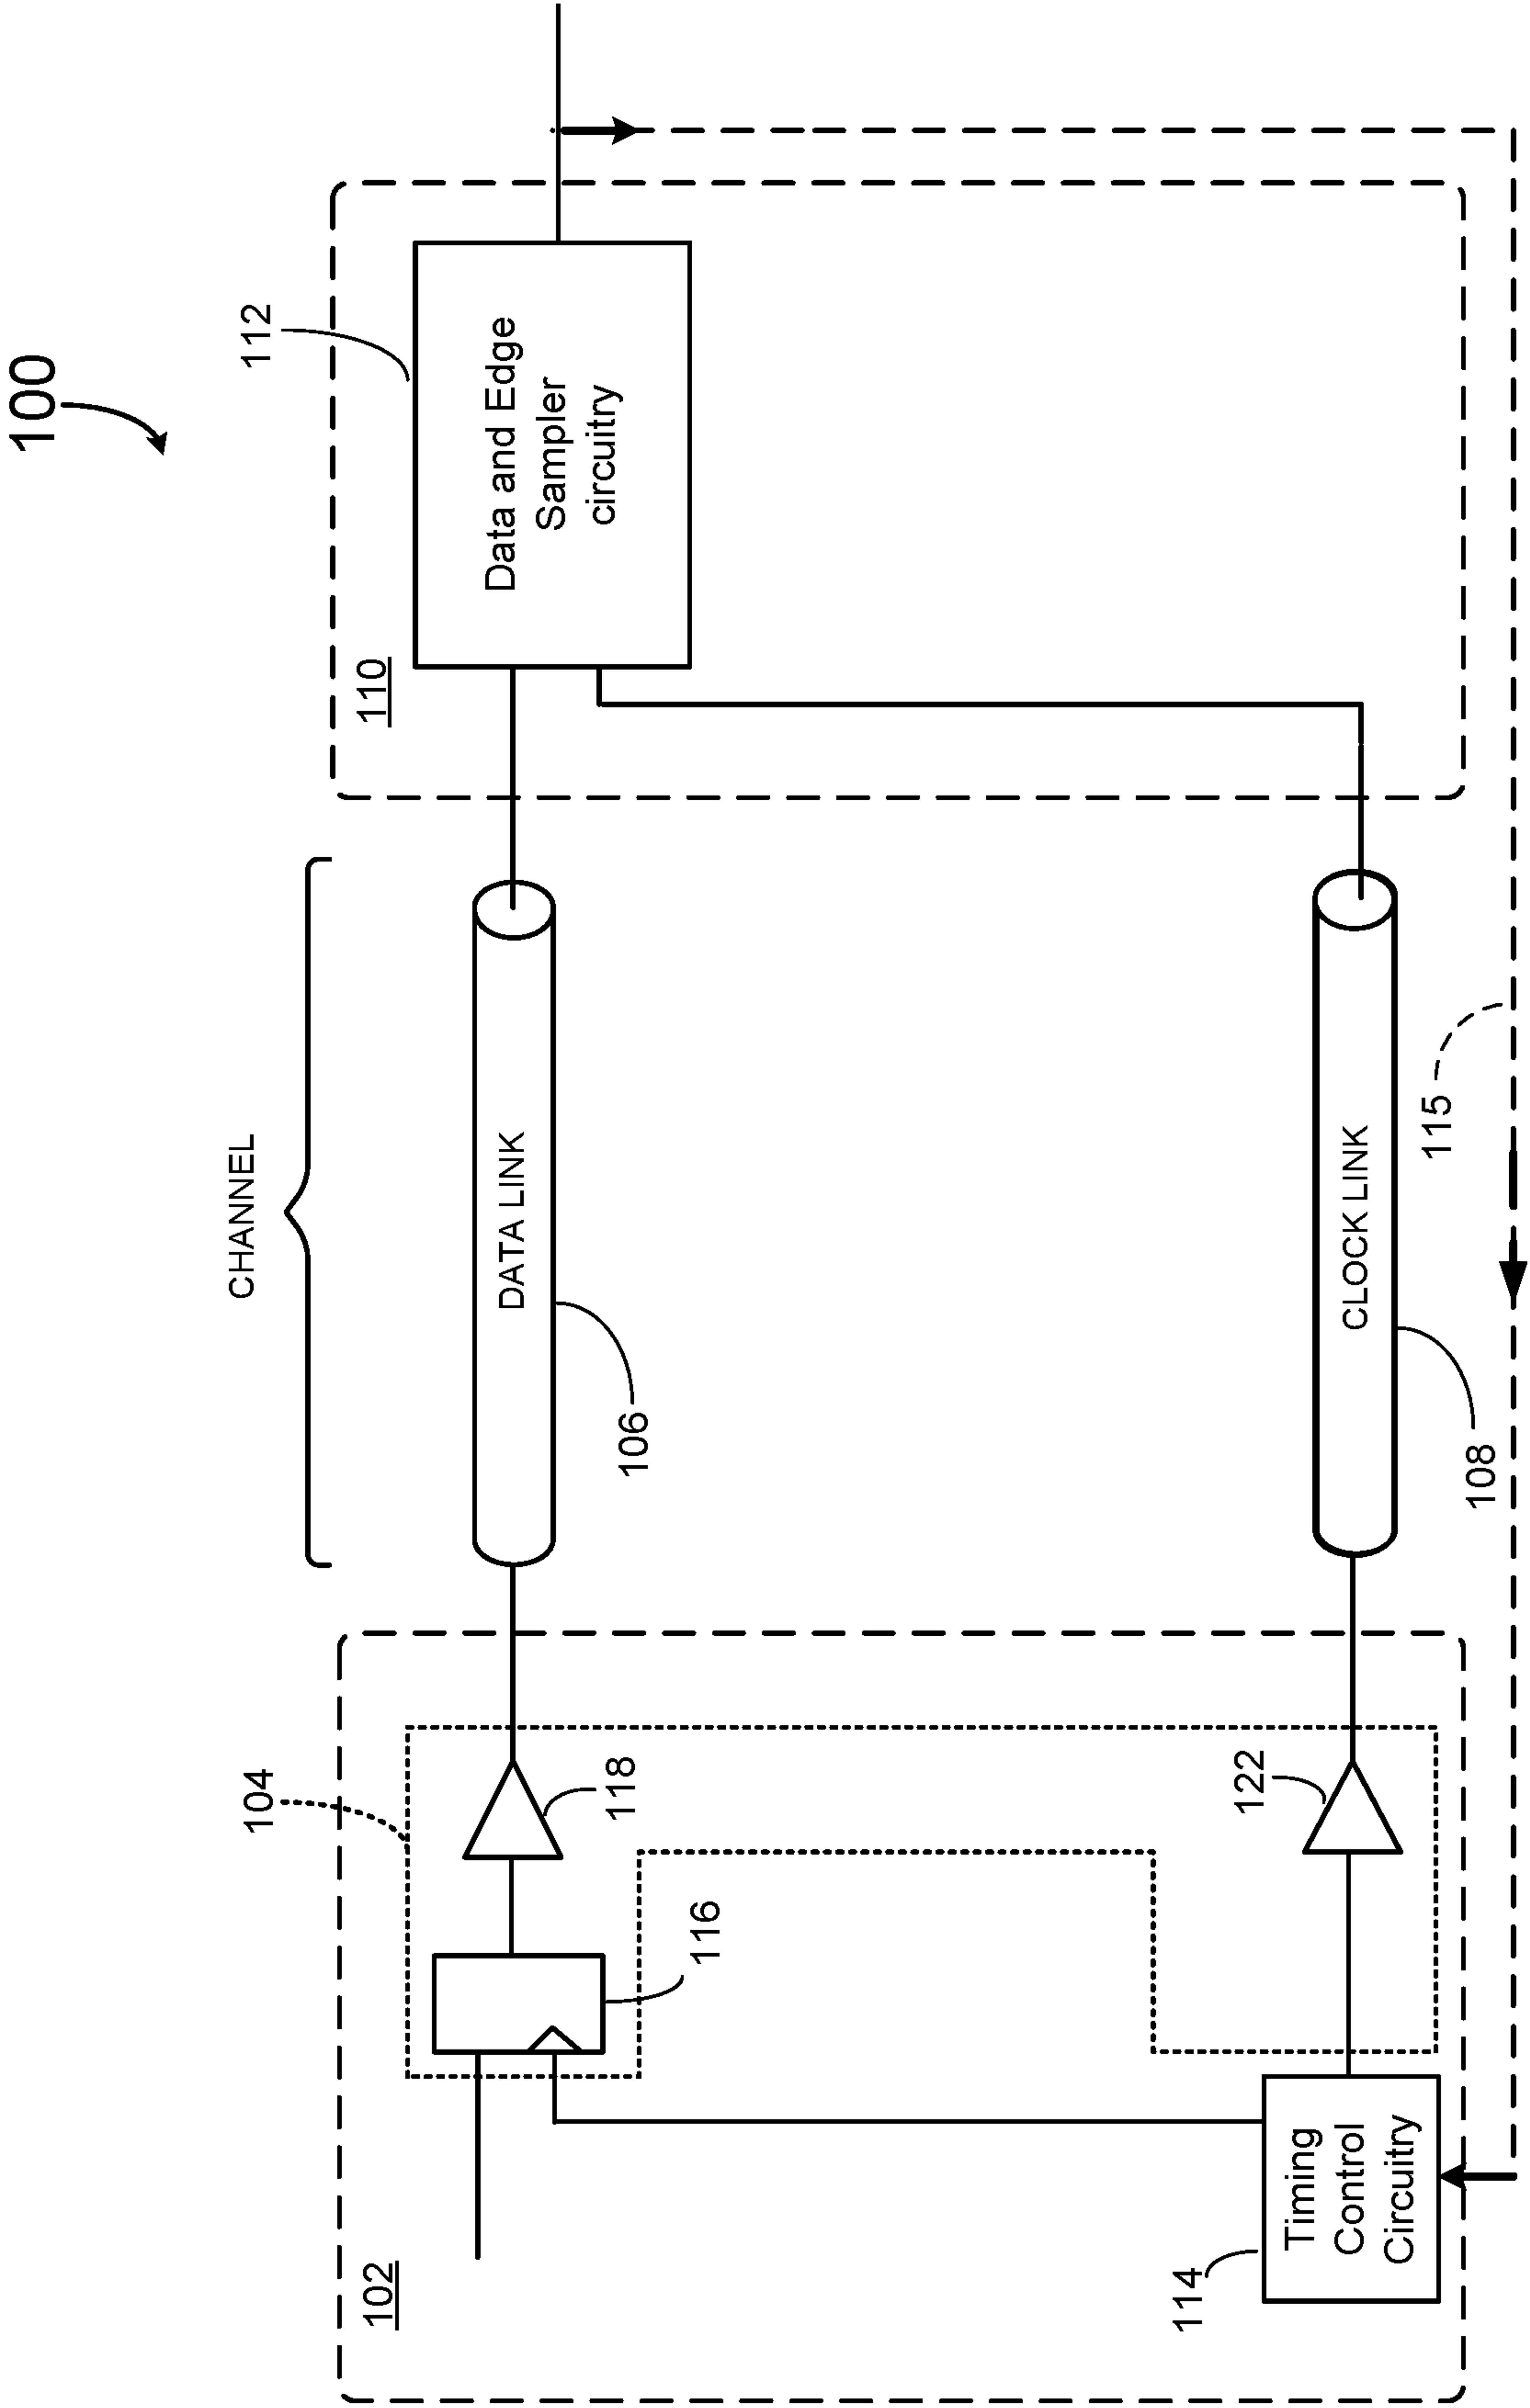 100
CHANNEL
104
112
102
110
118
116
DATA LINK
106
Data and Edge
Sampler
circuitry
114
122
Timing
Control
Circuitry
CLOCK LINK
108
115